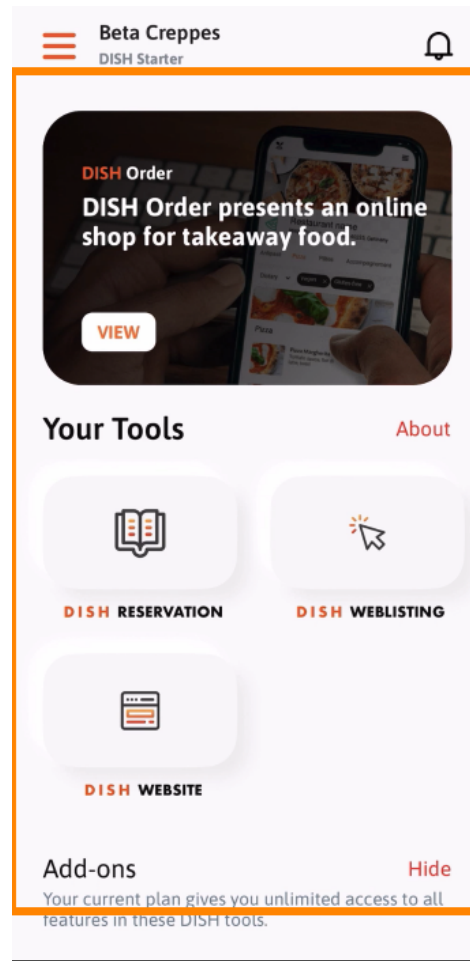 Beta Creppes
DISH Starter
DISH Order
DISH Order presents an online
shop for takeaway food.
VIEW
Your Tools
About
DISH RESERVATION
DISH WEBLISTING
DISH WEBSITE
Add-ons
Hide
Your current plan gives you unlimited access to all
features in these DISH tools.